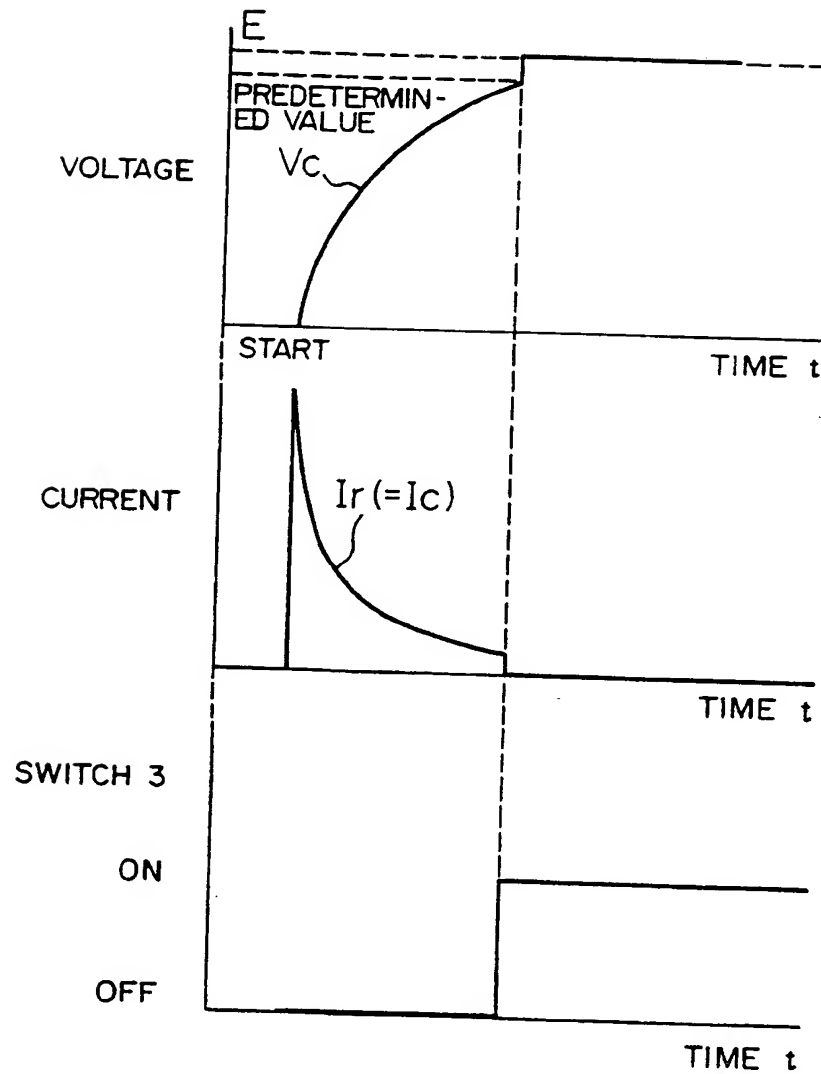 E
PREDETERMIN-
ED VALUE
VOLTAGE
Vc
START
TIME t
CURRENT
Ir (=Ic)
TIME t
SWITCH 3
ON
OFF
TIME t